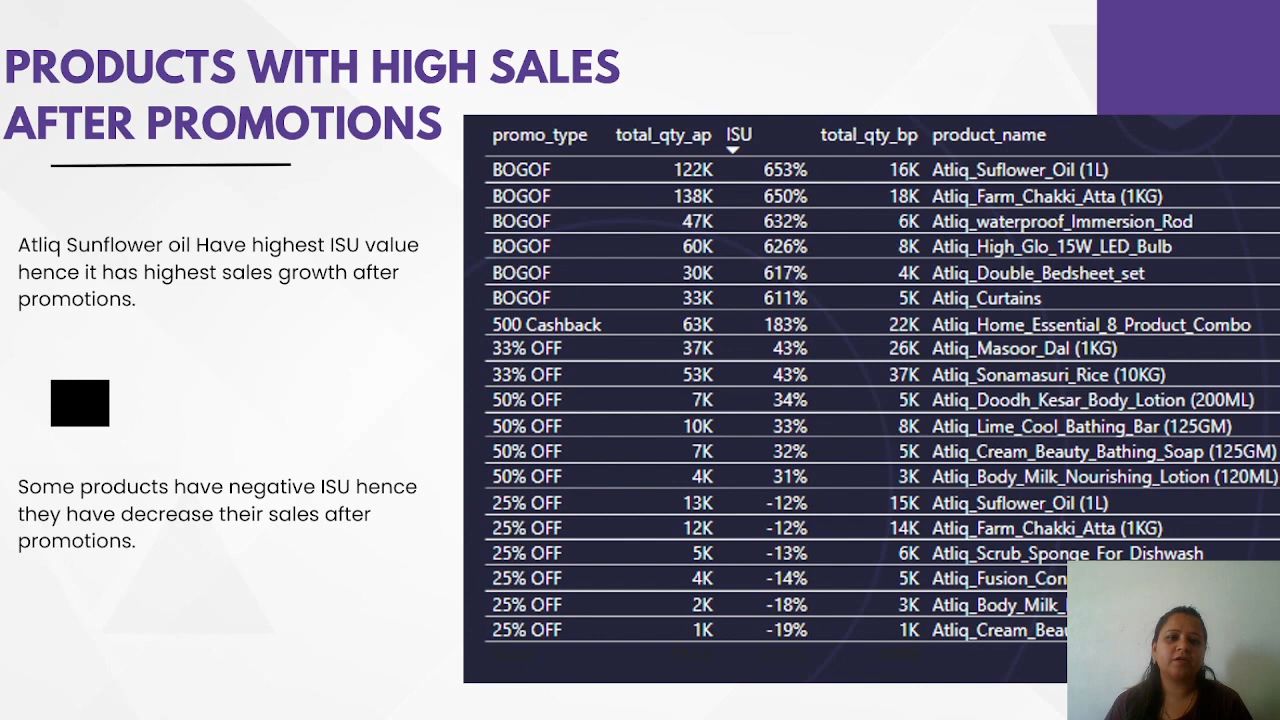 PRODUCTS WITH HIGH SALES
AFTER PROMOTIONS
Atliq Sunflower oil Have highest ISU value
hence it has highest sales growth after
promotions.
Some products have negative ISU hence
they have decrease their sales after
promotions.
promo_type total_qty_ap ISU total_qty_bp product_name
BOGOF 122K 653% 16K Atliq_Suflower_Oil (1L)
BOGOF 138K 650% 18K Atliq_Farm_Chakki_Atta (1KG)
BOGOF 47K 632% 6K Atliq_waterproof_Immersion_Rod
BOGOF 60K 626% 8K Atliq_High_Glo_15W_LED_Bulb
BOGOF 30K 617% 4K Atliq_Double_Bedsheet_set
BOGOF 33K 611% 5K Atliq_Curtains
500 Cashback 63K 183% 22K Atliq_Home_Essential_8_Product_Combo
33% OFF 37K 43% 26K Atliq_Masoor_Dal (1KG)
33% OFF 53K 43% 37K Atliq_Sonamasuri_Rice (10KG)
50% OFF 7K 34% 5K Atliq_Doodh_Kesar_Body_Lotion (200ML)
50% OFF 10K 33% 8K Atliq_Lime_Cool_Bathing_Bar (125GM)
50% OFF 7K 32% 5K Atliq_Cream_Beauty_Bathing_Soap (125GM)
50% OFF 4K 31% 3K Atliq_Body_Milk_Nourishing_Lotion (120ML)
25% OFF 13K -12% 15K Atliq_Suflower_Oil (1L)
25% OFF 12K -12% 14K Atliq_Farm_Chakki_Atta (1KG)
25% OFF 5K -13% 6K Atliq_Scrub_Sponge_For_Dishwash
25% OFF 4K -14% 5K Atliq_Fusion_Con
25% OFF 2K -18% 3K Atliq_Body_Milk_
25% OFF 1K -19% 1K Atliq_Cream_Beau